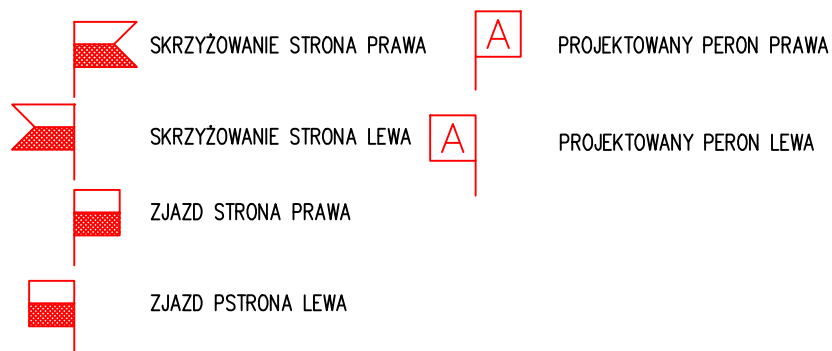 SKRZYŻOWANIE STRONA PRAWA
A PROJEKTOWANY PERON PRAWA
SKRZYŻOWANIE STRONA LEWA
A PROJEKTOWANY PERON LEWA
ZJAZD STRONA PRAWA
ZJAZD PSTRONA LEWA